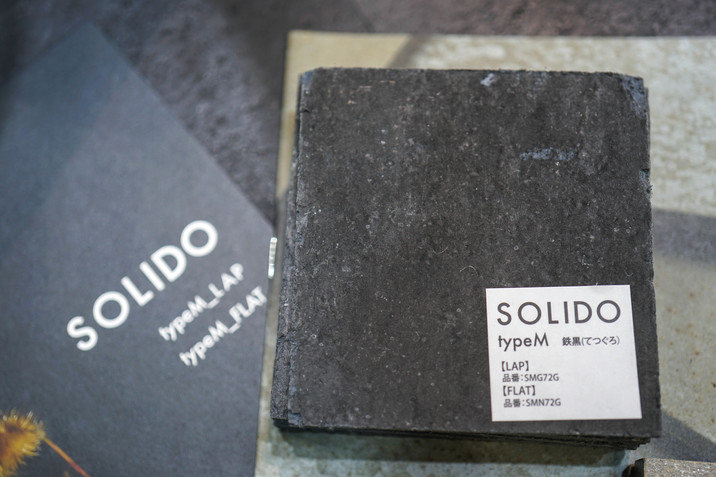 SOLIDO
typeM_LAP
typeM_FLAT
SOLIDO
typeM 鉄黒(てつぐろ)
【LAP】
品番:SMG72G
【FLAT】
品番:SMN72G